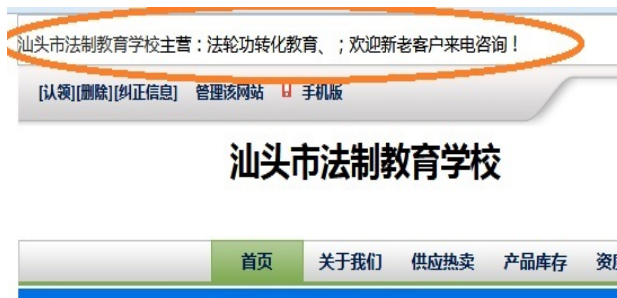 汕头市法制教育学校主营：法轮功转化教育、；欢迎新老客户来电咨询！
[认领][删除][纠正信息] 管理该网站 手机版
汕头市法制教育学校
首页 关于我们 供应热卖 产品库存